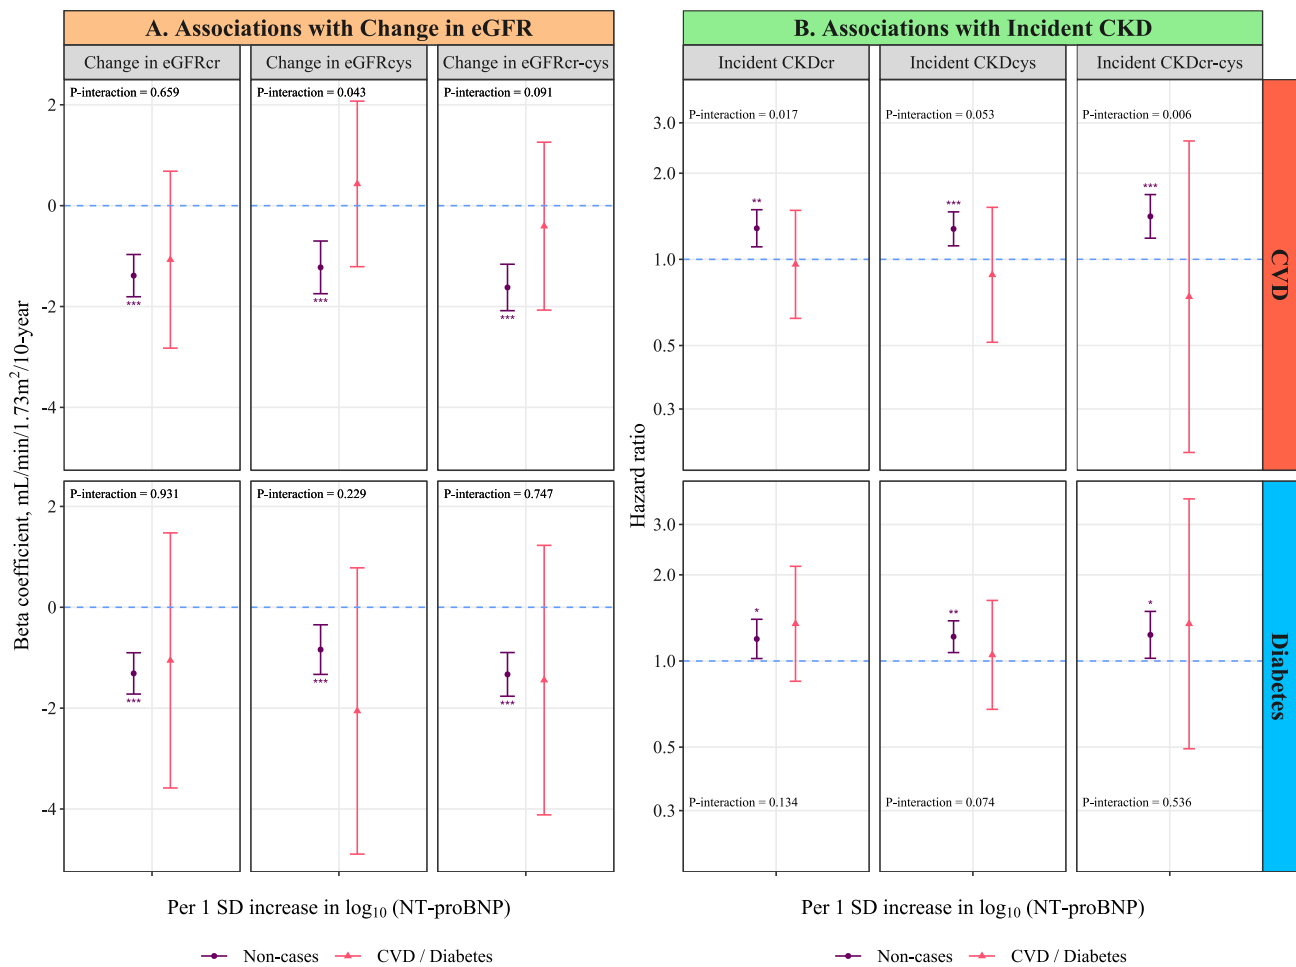 A. Associations with Change in eGFR
B. Associations with Incident CKD
Change in eGFRcr
Change in eGFRcys
Change in eGFRcr-cys
Incident CKDcr
Incident CKDcys
Incident CKDcr-cys
P-interaction = 0.659
P-interaction = 0.043
P-interaction = 0.091
P-interaction = 0.017
P-interaction = 0.053
P-interaction = 0.006
2
0
-2
-4
***
***
***
3.0
2.0
1.0
0.5
0.3
**
***
***
CVD
Beta coefficient, mL/min/1.73m²/10-year
Hazard ratio
P-interaction = 0.931
P-interaction = 0.229
P-interaction = 0.747
2
0
-2
-4
***
***
***
3.0
2.0
1.0
0.5
0.3
*
**
*
P-interaction = 0.134
P-interaction = 0.074
P-interaction = 0.536
Diabetes
Per 1 SD increase in log₁₀ (NT-proBNP)
Per 1 SD increase in log₁₀ (NT-proBNP)
Non-cases
CVD / Diabetes
Non-cases
CVD / Diabetes